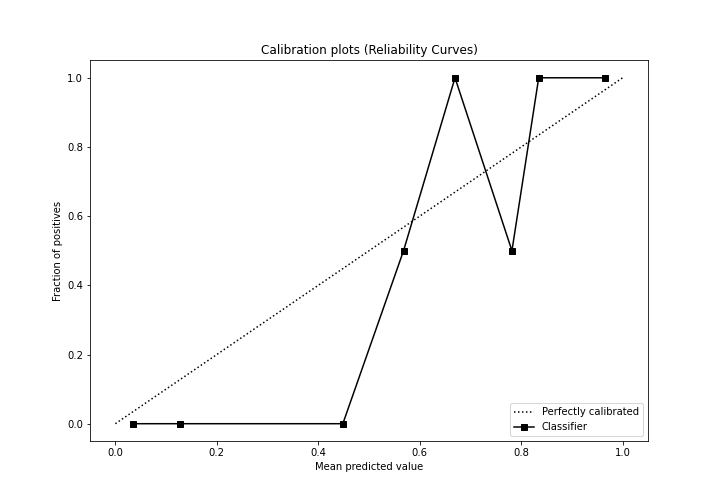 Calibration plots (Reliability Curves)
Fraction of positives
1.0
0.8
0.6
0.4
0.2
0.0
0.0 0.2 0.4 0.6 0.8 1.0
Mean predicted value
Perfectly calibrated
Classifier